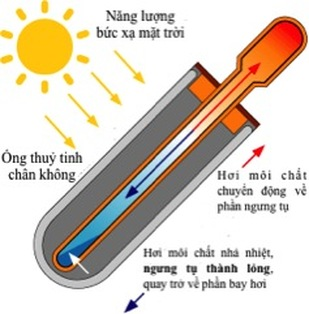 Năng lượng
bức xạ mặt trời
Ống thuỷ tinh
chân không
Hơi môi chất
chuyển động về
phần ngưng tụ
Hơi môi chất nhả nhiệt,
ngưng tụ thành lỏng,
quay trở về phần bay hơi